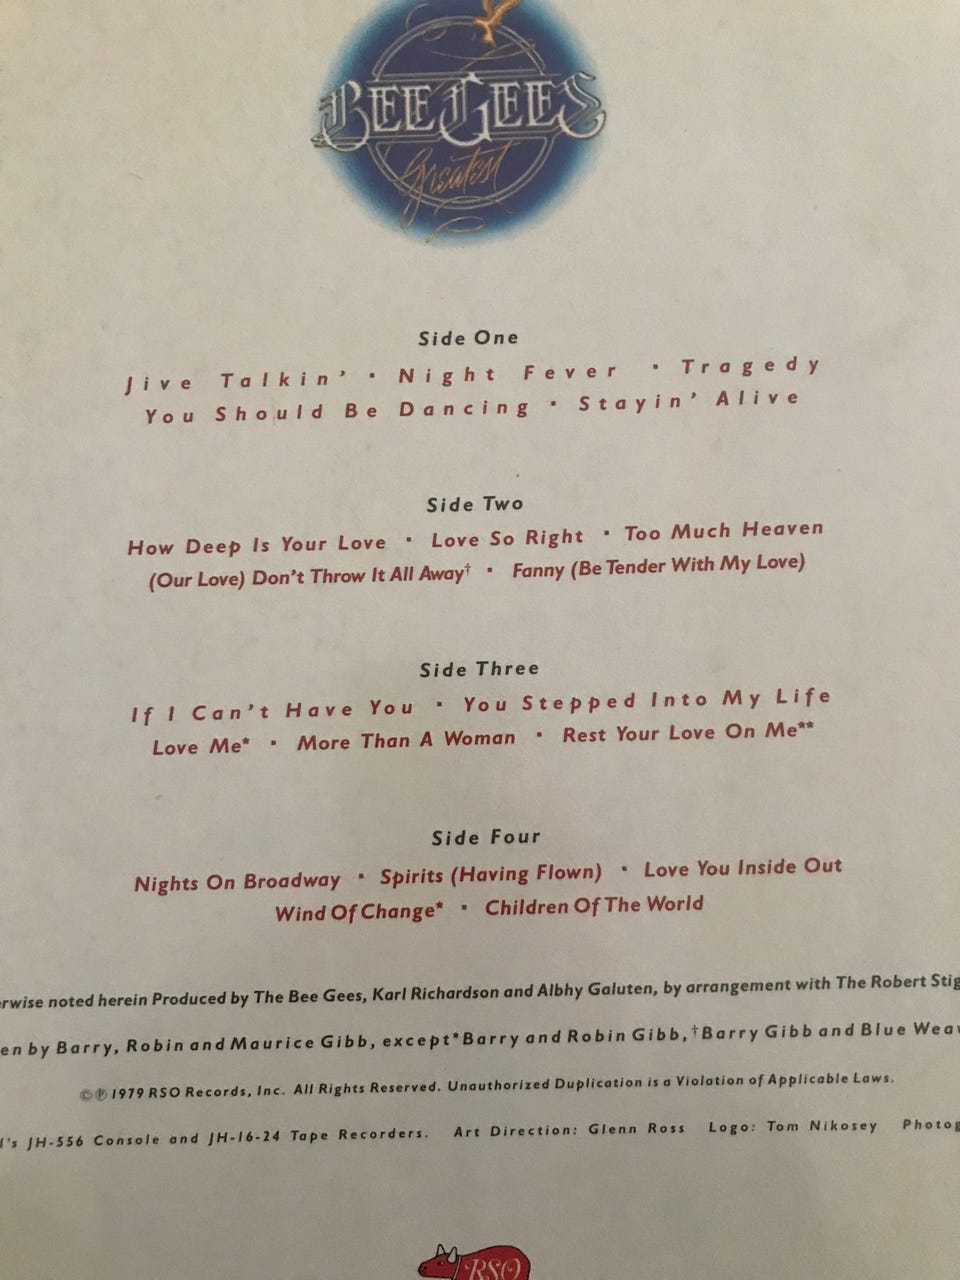 BEE GEES
Greatest
Side One
Jive Talkin' · Night Fever · Tragedy
You Should Be Dancing · Stayin' Alive
Side Two
How Deep Is Your Love · Love So Right · Too Much Heaven
(Our Love) Don't Throw It All Away† · Fanny (Be Tender With My Love)
Side Three
If I Can't Have You · You Stepped Into My Life
Love Me* · More Than A Woman · Rest Your Love On Me**
Side Four
Nights On Broadway · Spirits (Having Flown) · Love You Inside Out
Wind Of Change* · Children Of The World
rwise noted herein Produced by The Bee Gees, Karl Richardson and Albhy Galuten, by arrangement with The Robert Stig
en by Barry, Robin and Maurice Gibb, except*Barry and Robin Gibb,†Barry Gibb and Blue Wea
©℗1979 RSO Records, Inc. All Rights Reserved. Unauthorized Duplication is a Violation of Applicable Laws.
I's JH-556 Console and JH-16-24 Tape Recorders. Art Direction: Glenn Ross Logo: Tom Nikosey Photog
RSO